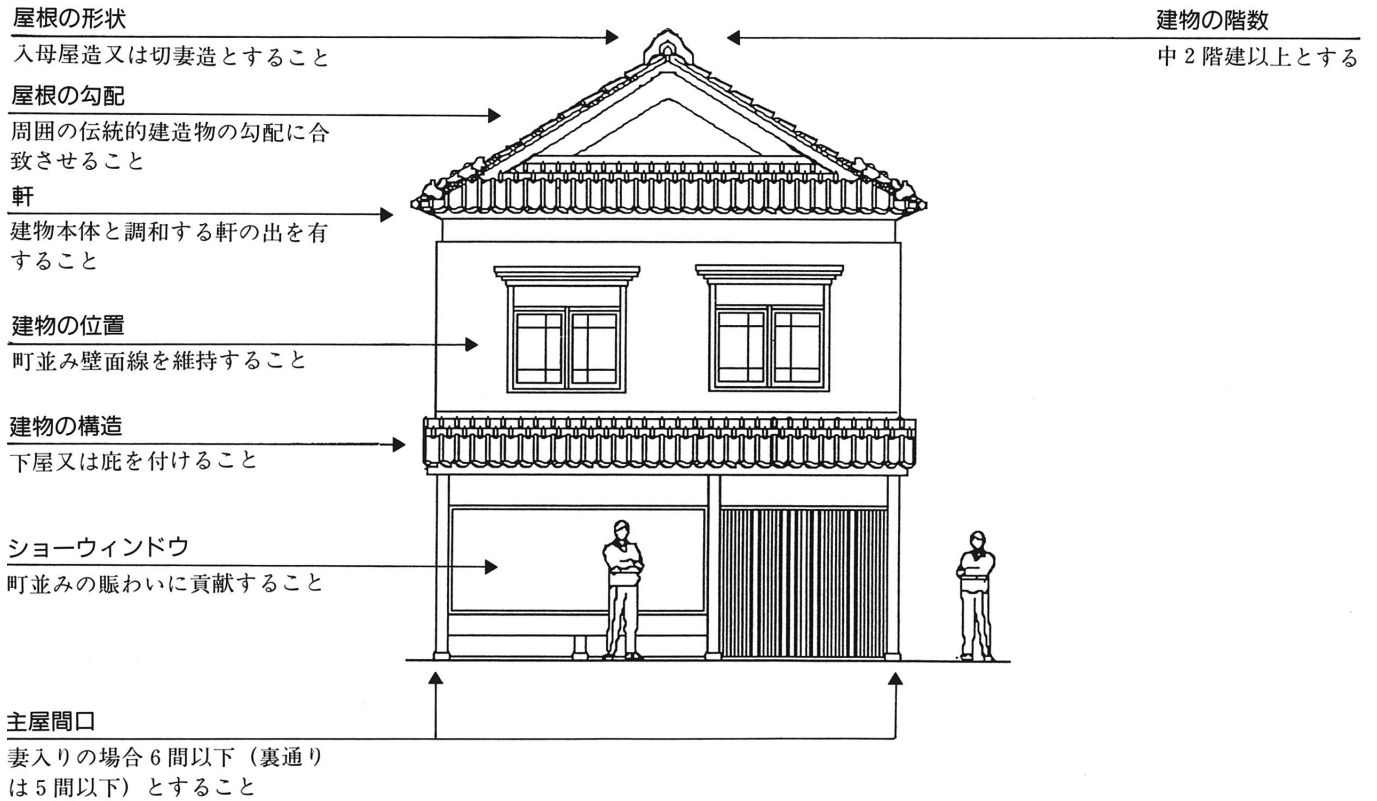 屋根の形状
入母屋造又は切妻造とすること
屋根の勾配
周囲の伝統的建造物の勾配に合
致させること
軒
建物本体と調和する軒の出を有
すること
建物の位置
町並み壁面線を維持すること
建物の構造
下屋又は庇を付けること
ショーウィンドウ
町並みの賑わいに貢献すること
主屋間口
妻入りの場合6間以下（裏通り
は5間以下）とすること
建物の階数
中2階建以上とする